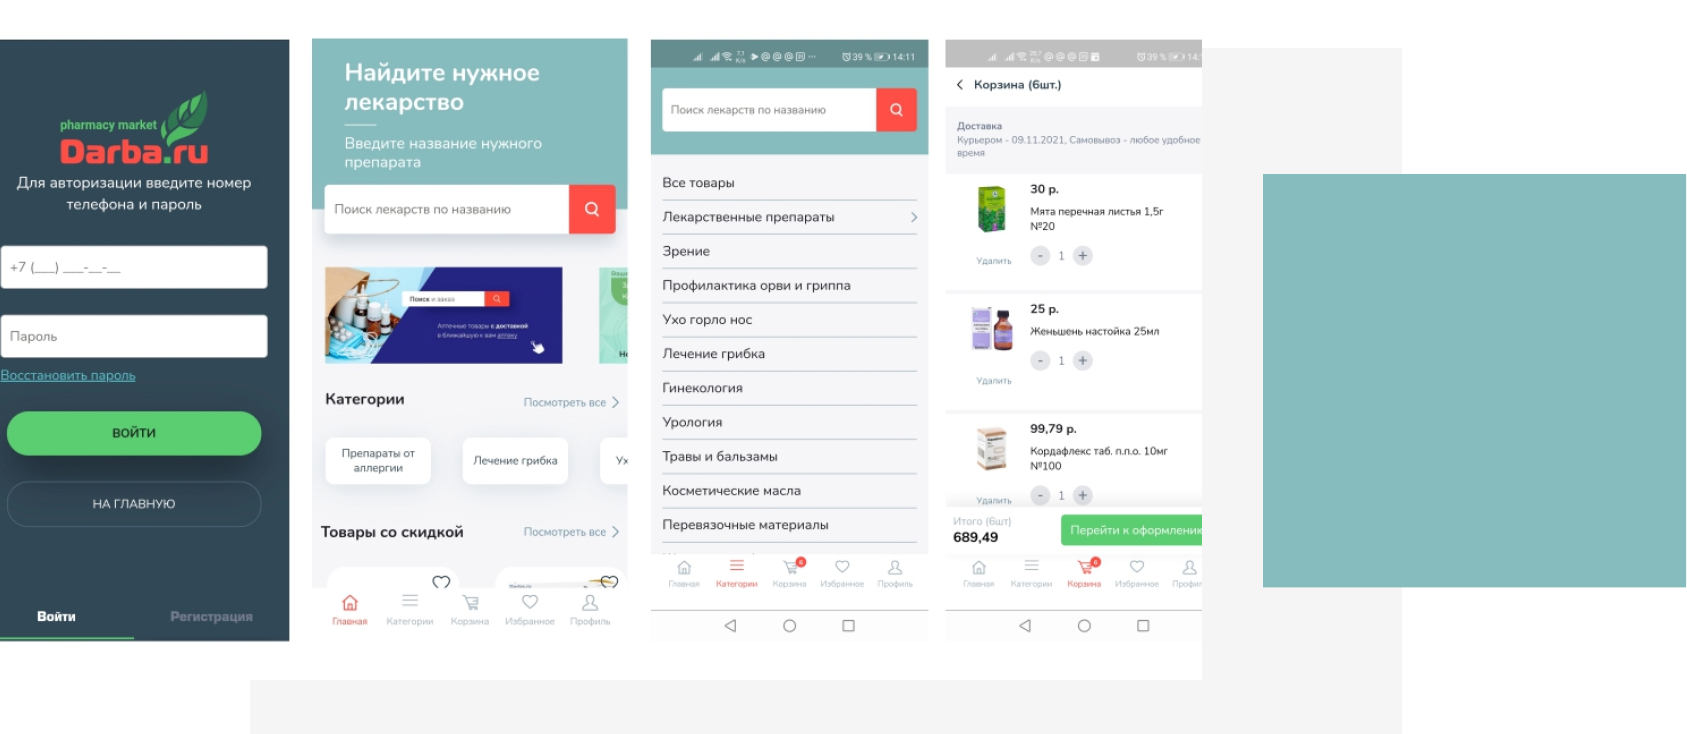 pharmacy market
Darba.ru
Для авторизации введите номер
телефона и пароль
+7 (___) ___-__-__
Пароль
Восстановить пароль
ВОЙТИ
НА ГЛАВНУЮ
Войти
Регистрация
Найдите нужное
лекарство
Введите название нужного
препарата
Поиск лекарств по названию
Поиск и заказ
Аптечные товары с доставкой
в ближайшую к вам аптеку
Категории
Посмотреть все
Препараты от
аллергии
Лечение грибка
Ух
Товары со скидкой
Посмотреть все
Главная
Категории
Корзина
Избранное
Профиль
39 % 14:11
Поиск лекарств по названию
Все товары
Лекарственные препараты
Зрение
Профилактика орви и гриппа
Ухо горло нос
Лечение грибка
Гинекология
Урология
Травы и бальзамы
Косметические масла
Перевязочные материалы
6
Главная
Категории
Корзина
Избранное
Профиль
39 % 14:
Корзина (6шт.)
Доставка
Курьером - 09.11.2021, Самовывоз - любое удобное
время
30 р.
Мята перечная листья 1,5г
№20
Удалить
- 1 +
25 р.
Женьшень настойка 25мл
- 1 +
Удалить
99,79 р.
Кордафлекс таб. п.п.о. 10мг
№100
Удалить
- 1 +
Итого (6шт)
689,49
Перейти к оформлению
6
Главная
Категории
Корзина
Избранное
Профил